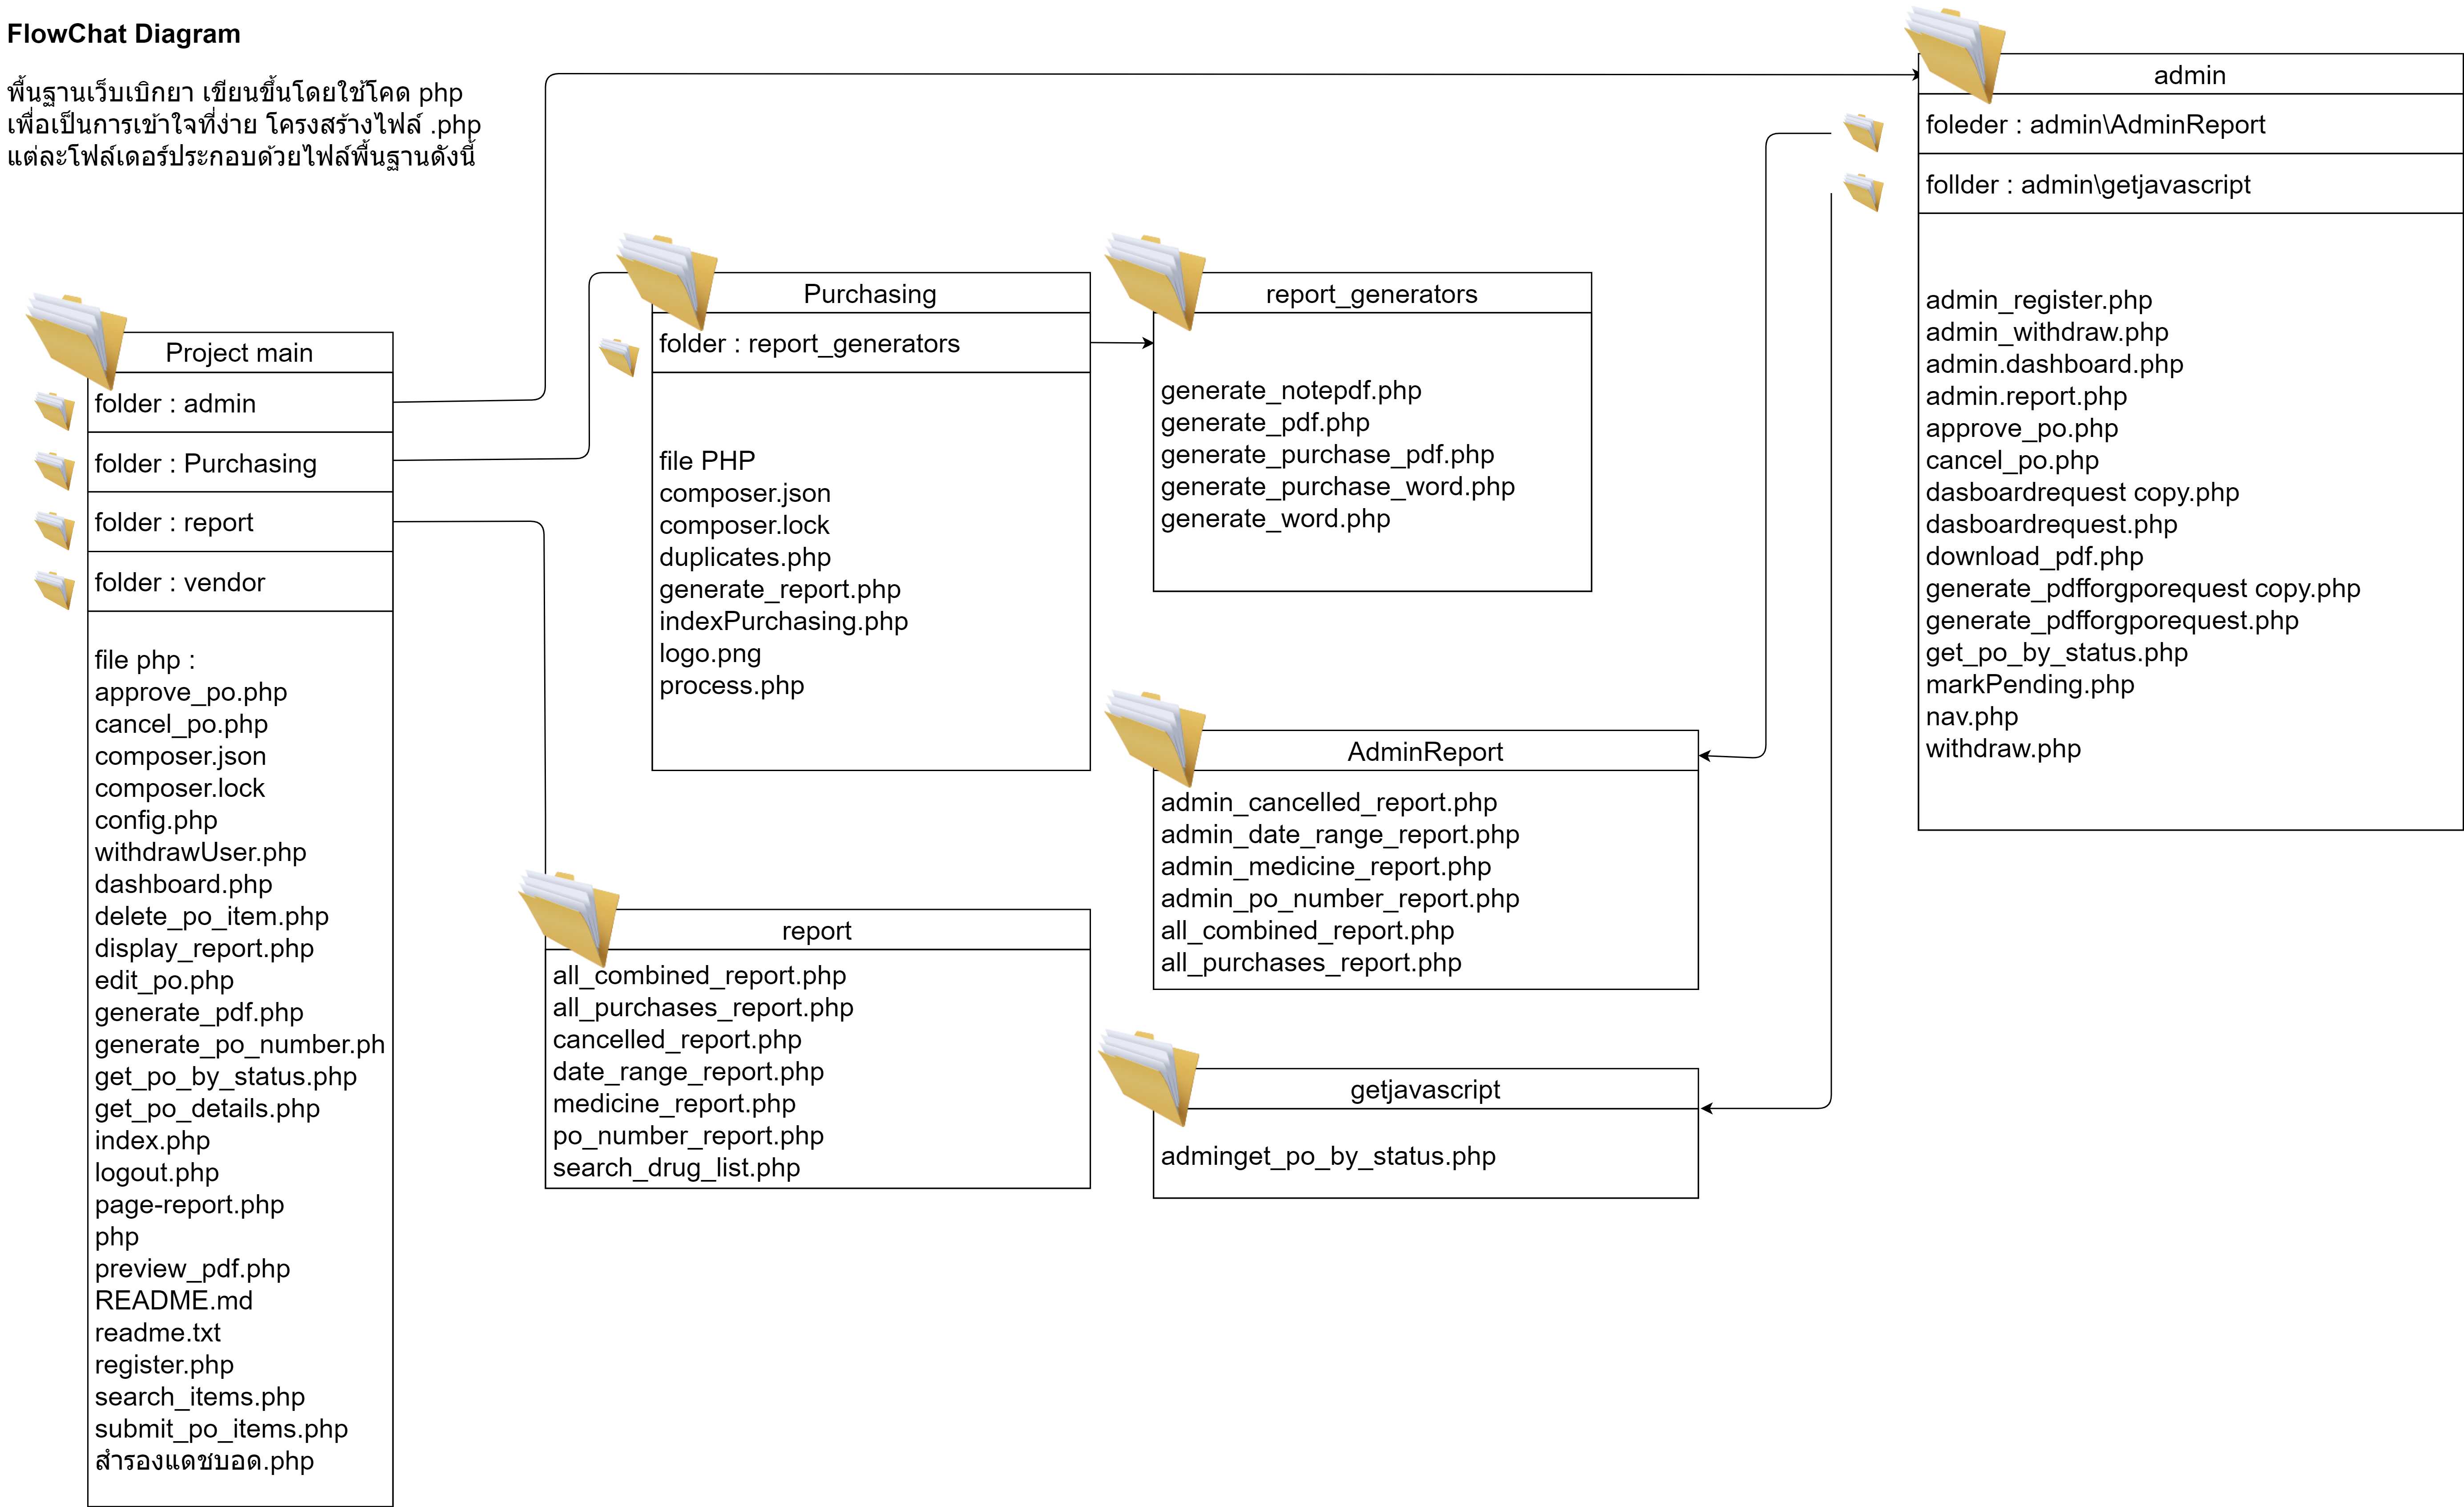 FlowChat Diagram
พื้นฐานเว็บเบิกยา เขียนขึ้นโดยใช้โคด php
เพื่อเป็นการเข้าใจที่ง่าย โครงสร้างไฟล์ .php
แต่ละโฟล์เดอร์ประกอบด้วยไฟล์พื้นฐานดังนี้
Project main
folder : admin
folder : Purchasing
folder : report
folder : vendor
file php :
approve_po.php
cancel_po.php
composer.json
composer.lock
config.php
withdrawUser.php
dashboard.php
delete_po_item.php
display_report.php
edit_po.php
generate_pdf.php
generate_po_number.ph
get_po_by_status.php
get_po_details.php
index.php
logout.php
page-report.php
php
preview_pdf.php
README.md
readme.txt
register.php
search_items.php
submit_po_items.php
สำรองแดชบอด.php
Purchasing
folder : report_generators
file PHP
composer.json
composer.lock
duplicates.php
generate_report.php
indexPurchasing.php
logo.png
process.php
report_generators
generate_notepdf.php
generate_pdf.php
generate_purchase_pdf.php
generate_purchase_word.php
generate_word.php
report
all_combined_report.php
all_purchases_report.php
cancelled_report.php
date_range_report.php
medicine_report.php
po_number_report.php
search_drug_list.php
AdminReport
admin_cancelled_report.php
admin_date_range_report.php
admin_medicine_report.php
admin_po_number_report.php
all_combined_report.php
all_purchases_report.php
getjavascript
adminget_po_by_status.php
admin
foleder : admin\AdminReport
follder : admin\getjavascript
admin_register.php
admin_withdraw.php
admin.dashboard.php
admin.report.php
approve_po.php
cancel_po.php
dasboardrequest copy.php
dasboardrequest.php
download_pdf.php
generate_pdfforgporequest copy.php
generate_pdfforgporequest.php
get_po_by_status.php
markPending.php
nav.php
withdraw.php